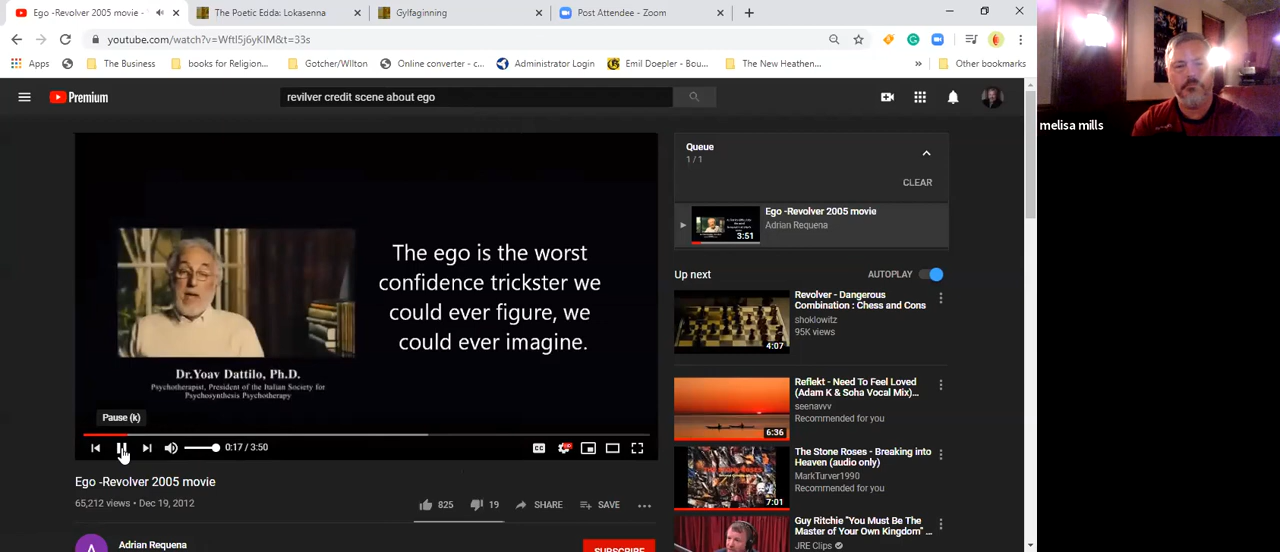 Ego -Revolver 2005 movie -
The Poetic Edda: Lokasenna
Gylfaginning
Post Attendee - Zoom
youtube.com/watch?v=Wftl5j6yKIM&t=33s
Apps
The Business
books for Religion...
Gotcher/WIlton
Online converter -c...
Administrator Login
Emil Doepler - Bou...
The New Heathen...
Other bookmarks
Premium
revilver credit scene about ego
melisa mills
The ego is the worst
confidence trickster we
could ever figure, we
could ever imagine.
Dr.Yoav Dattilo, Ph.D.
Psychotherapist, President of the Italian Society for
Psychosynthesis Psychotherapy
Pause (k)
0:17 / 3:50
CC
Ego -Revolver 2005 movie
65,212 views • Dec 19, 2012
825
19
SHARE
SAVE
Adrian Requena
SUBSCRIBE
Queue
1 / 1
CLEAR
Ego -Revolver 2005 movie
Adrian Requena
3:51
Up next
AUTOPLAY
Revolver - Dangerous
Combination : Chess and Cons
shoklowitz
95K views
4:07
Reflekt - Need To Feel Loved
(Adam K & Soha Vocal Mix)...
seenavv
Recommended for you
6:36
The Stone Roses - Breaking into
Heaven (audio only)
MarkTurver1990
Recommended for you
7:01
Guy Ritchie "You Must Be The
Master of Your Own Kingdom" ...
JRE Clips